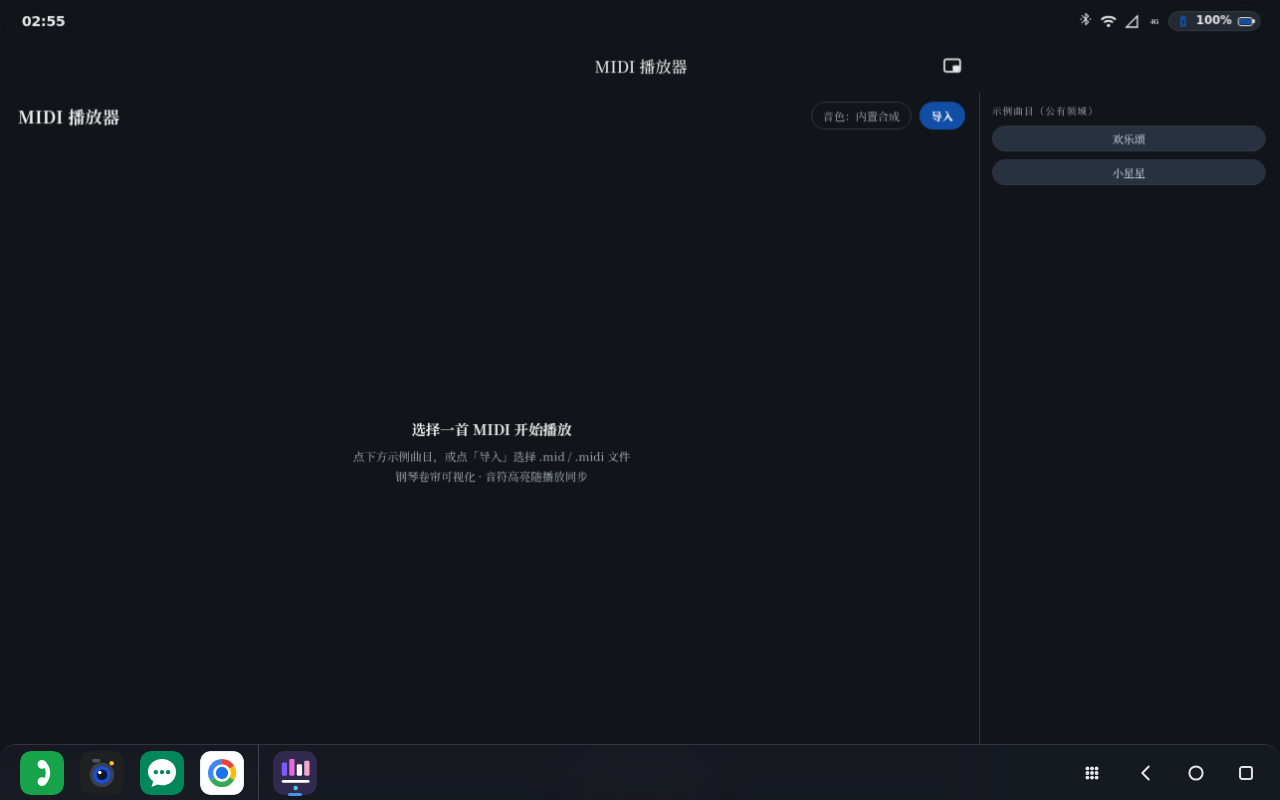 02:55
4G
100%
MIDI 播放器
MIDI 播放器
音色：内置合成
导入
示例曲目（公有领域）
欢乐颂
小星星
选择一首 MIDI 开始播放
点下方示例曲目，或点「导入」选择 .mid / .midi 文件
钢琴卷帘可视化 · 音符高亮随播放同步